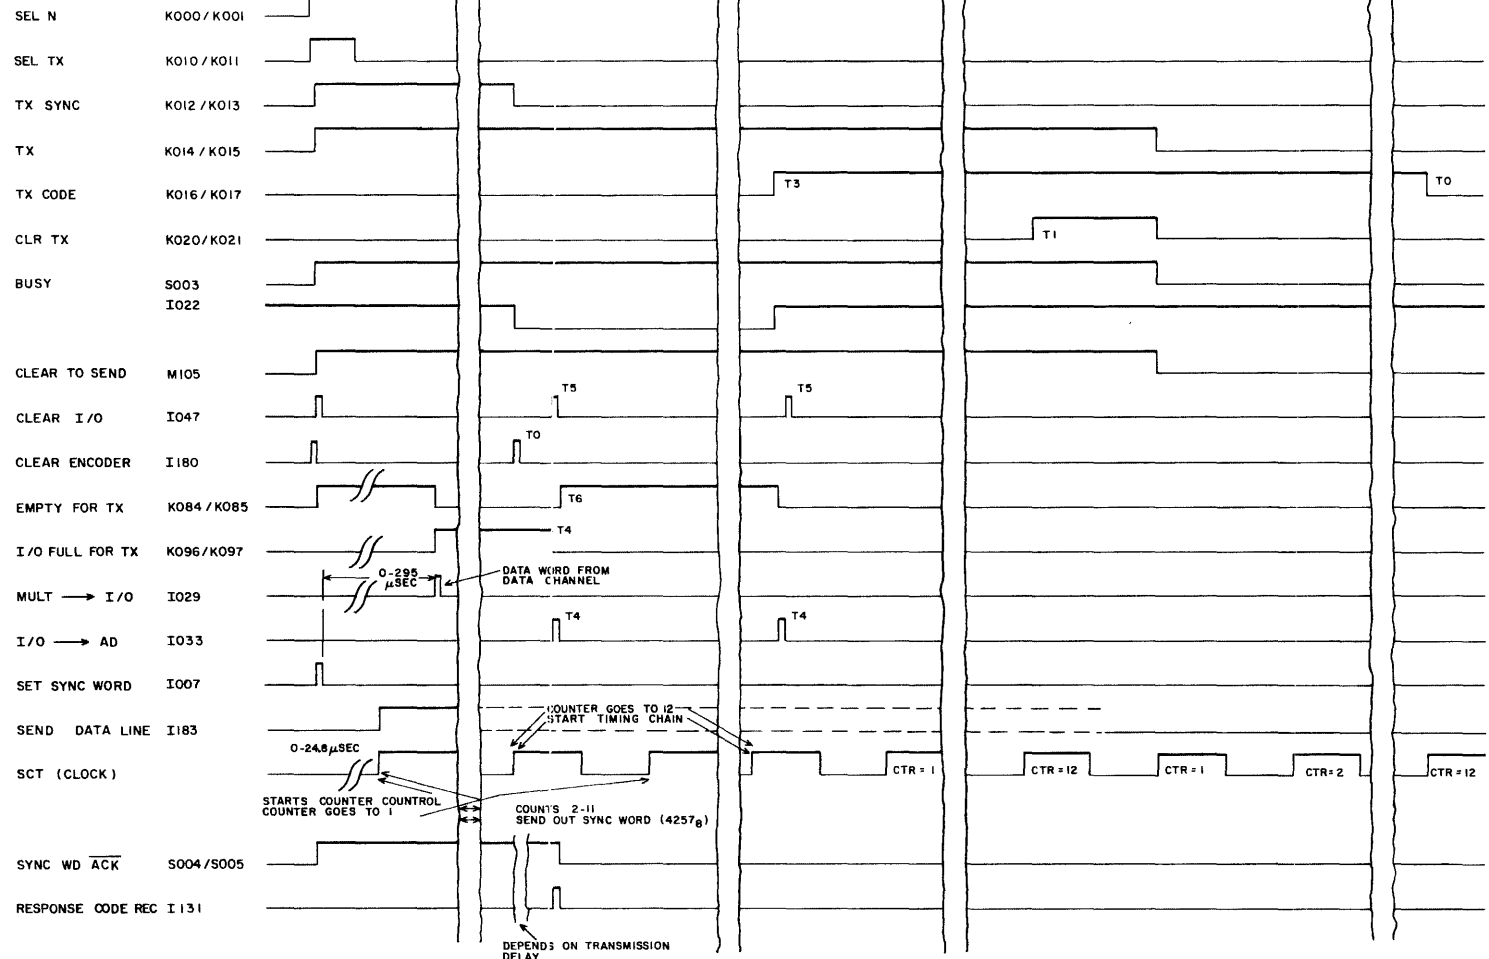 SEL N K000/K001
SEL TX K010/K011
TX SYNC K012/K013
TX K014/K015
TX CODE K016/K017 T3 T0
CLR TX K020/K021 T1
BUSY S003
I022
CLEAR TO SEND M105
CLEAR I/O I047 T5 T5
CLEAR ENCODER I180 T0
EMPTY FOR TX K084/K085 T6
I/O FULL FOR TX K096/K097 T4
0-295
μSEC
DATA WORD FROM
DATA CHANNEL
MULT → I/O I029
I/O → AD I033 T4 T4
SET SYNC WORD I007
SEND DATA LINE I183
COUNTER GOES TO 12
START TIMING CHAIN
0-24.8 μSEC
SCT (CLOCK) CTR=1 CTR=12 CTR=1 CTR=2 CTR=12
STARTS COUNTER COUNTROL
COUNTER GOES TO 1
COUNTS 2-11
SEND OUT SYNC WORD (4257₈)
SYNC WD A̅C̅K̅ S004/S005
RESPONSE CODE REC I131
DEPENDS ON TRANSMISSION
DELAY